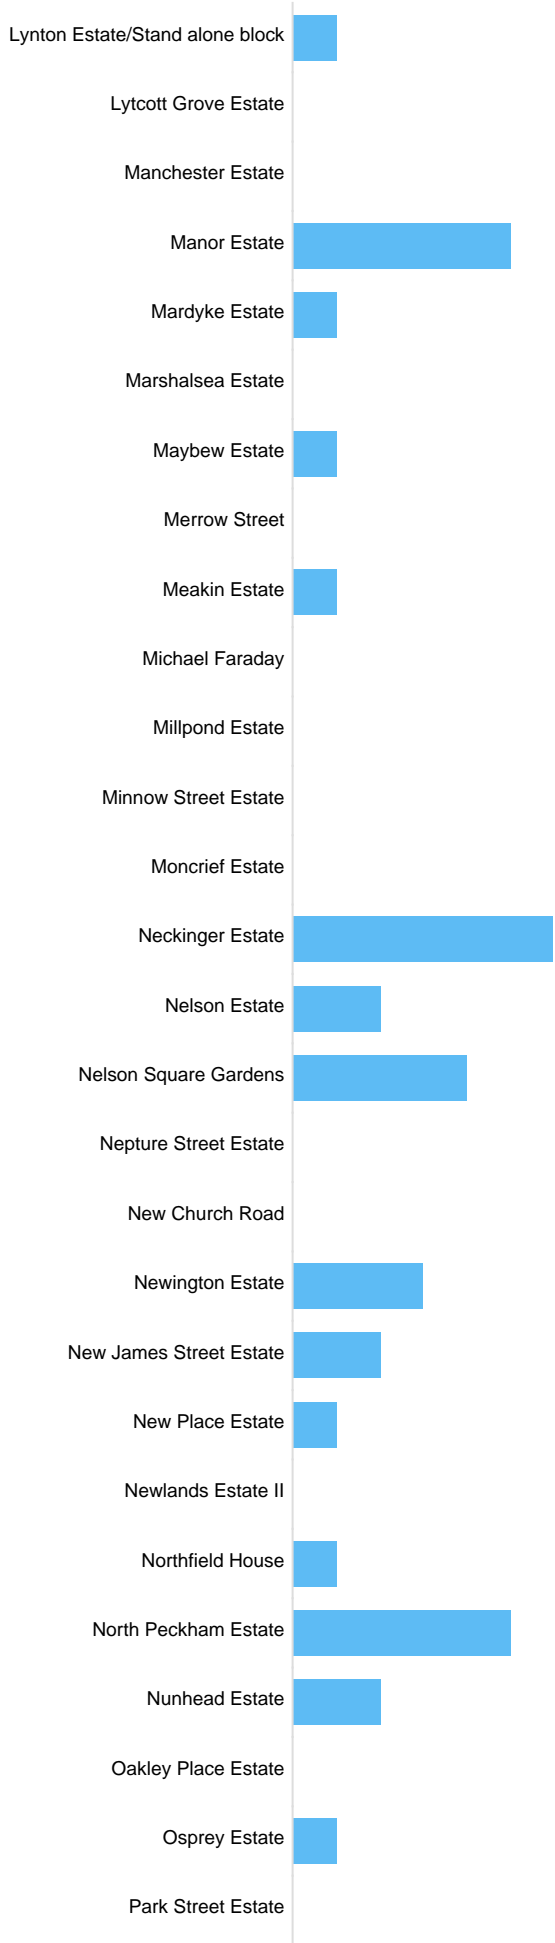 Lynton Estate/Stand alone block
Lytcott Grove Estate
Manchester Estate
Manor Estate
Mardyke Estate
Marshalsea Estate
Maybew Estate
Merrow Street
Meakin Estate
Michael Faraday
Millpond Estate
Minnow Street Estate
Moncrief Estate
Neckinger Estate
Nelson Estate
Nelson Square Gardens
Nepture Street Estate
New Church Road
Newington Estate
New James Street Estate
New Place Estate
Newlands Estate II
Northfield House
North Peckham Estate
Nunhead Estate
Oakley Place Estate
Osprey Estate
Park Street Estate